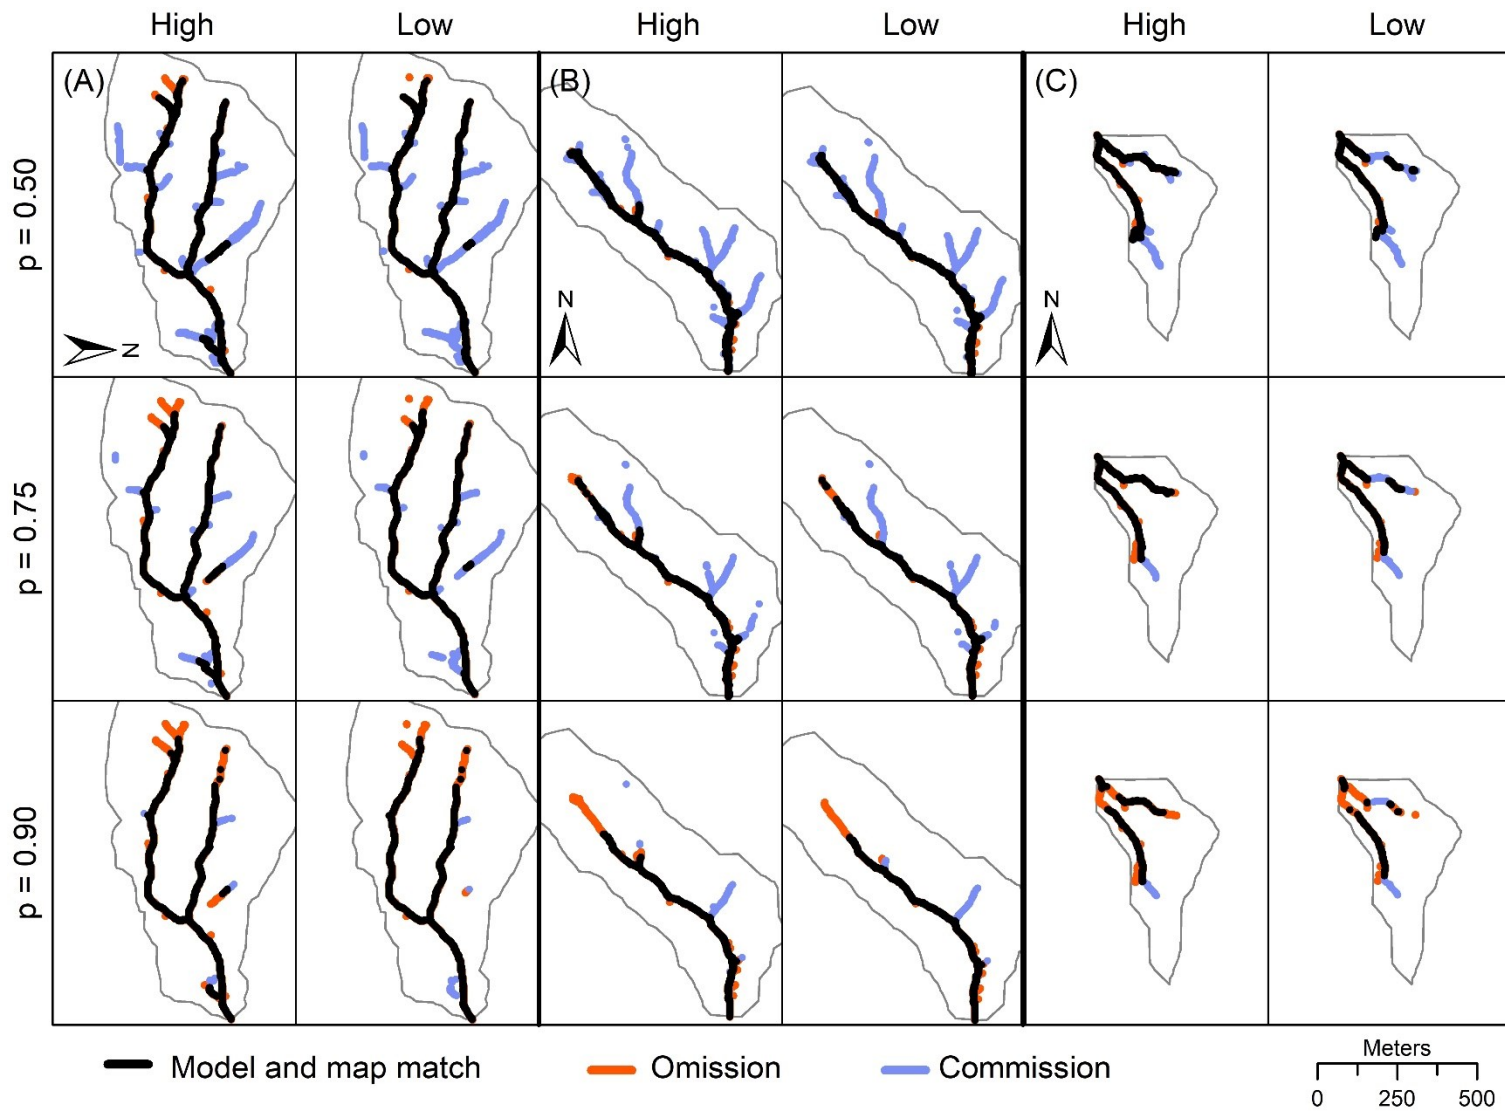 High Low High Low High Low
(A) (B) (C)
p = 0.50
N N N
p = 0.75
p = 0.90
Model and map match Omission Commission
Meters
0 250 500